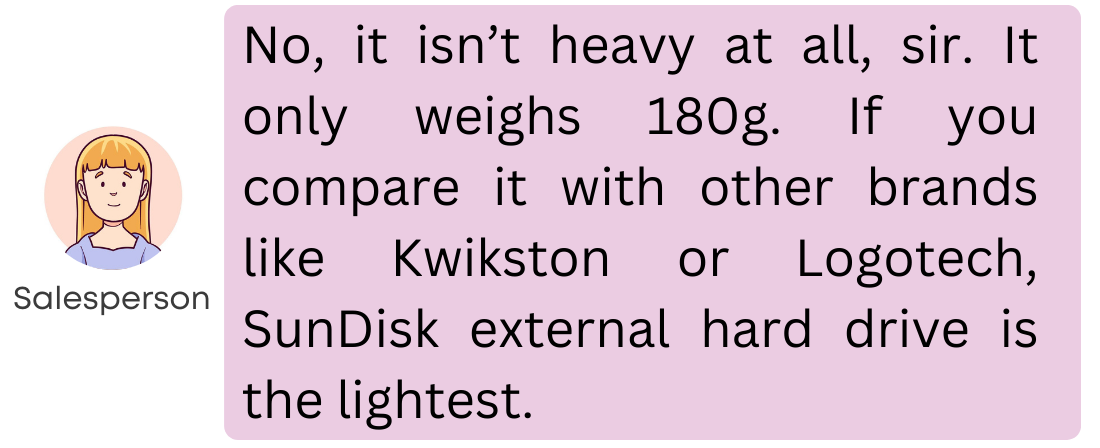 No, it isn’t heavy at all, sir. It
only weighs 180g. If you
compare it with other brands
like Kwikston or Logotech,
SunDisk external hard drive is
the lightest.
Salesperson